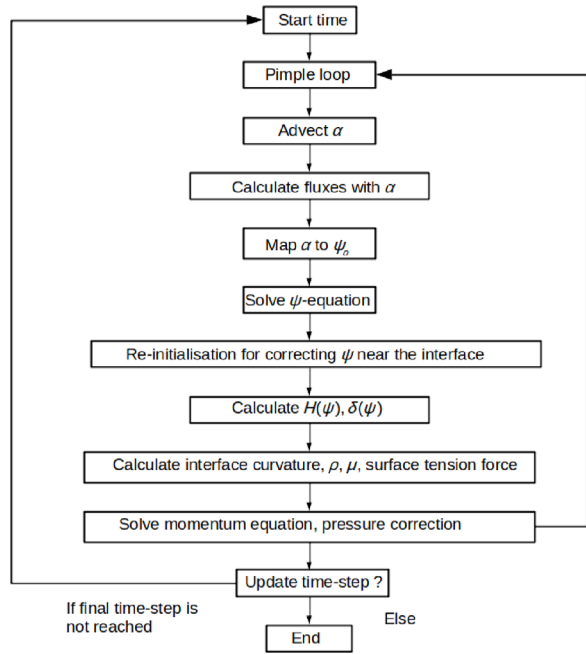 Start time
Pimple loop
Advect α
Calculate fluxes with α
Map α to ψ₀
Solve ψ-equation
Re-initialisation for correcting ψ near the interface
Calculate H(ψ), δ(ψ)
Calculate interface curvature, ρ, μ, surface tension force
Solve momentum equation, pressure correction
Update time-step ?
If final time-step is
not reached
Else
End